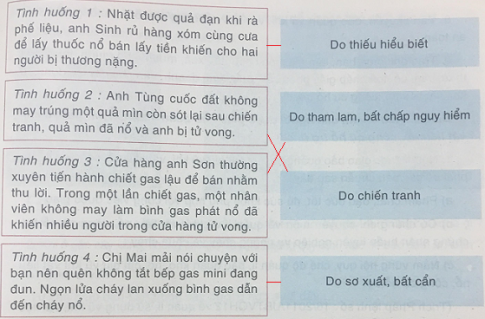 Tình huống 1 : Nhặt được quả đạn khi rà
phế liệu, anh Sinh rủ hàng xóm cùng cưa
để lấy thuốc nổ bán lấy tiền khiến cho hai
người bị thương nặng.
Do thiếu hiểu biết
Tình huống 2 : Anh Tùng cuốc đất không
may trúng một quả mìn còn sót lại sau chiến
tranh, quả mìn đã nổ và anh bị tử vong.
Do tham lam, bất chấp nguy hiểm
Tình huống 3 : Cửa hàng anh Sơn thường
xuyên tiến hành chiết gas lậu để bán nhằm
thu lời. Trong một lần chiết gas, một nhân
viên không may làm bình gas phát nổ đã
khiến nhiều người trong cửa hàng tử vong.
Do chiến tranh
Tình huống 4 : Chị Mai mải nói chuyện với
bạn nên quên không tắt bếp gas mini đang
đun. Ngọn lửa cháy lan xuống bình gas dẫn
đến cháy nổ.
Do sơ xuất, bất cẩn